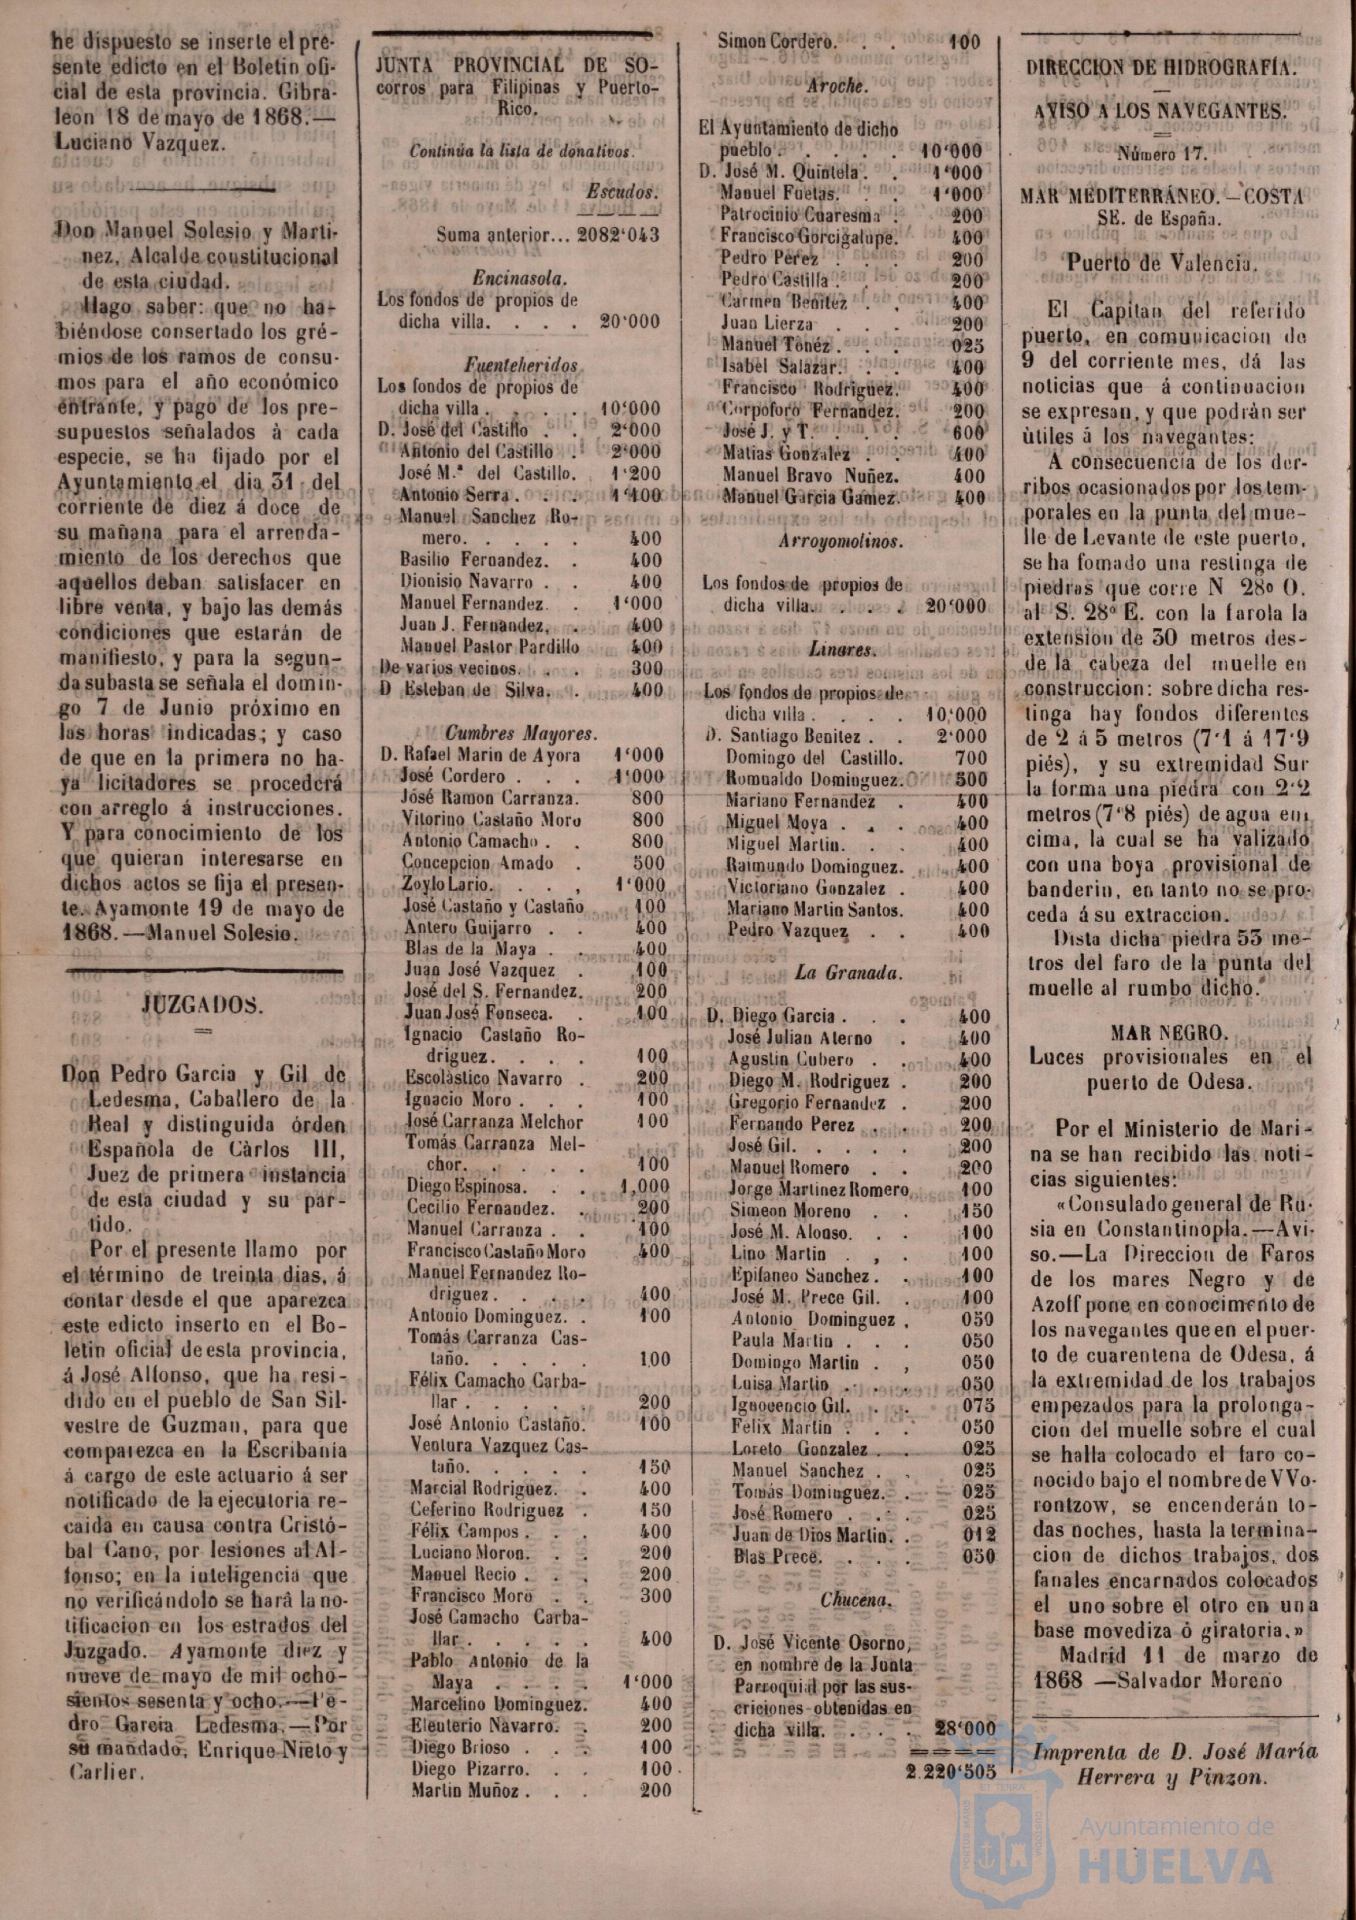 he dispuesto se inserte el pre-
sente edicto en el Boletin ofi-
cial de esta provincia. Gibra-
leon 18 de mayo de 1868.—
Luciano Vazquez.
Don Manuel Solesio y Marti-
nez, Alcalde constitucional
de esta ciudad.
Hago saber: que no ha-
biéndose consertado los gré-
mios de los ramos de consu-
mos para el año económico
entrante, y pago de los pre-
supuestos señalados à cada
especie, se ha fijado por el
Ayuntamiento el dia 31 del
corriente de diez á doce de
su mañana para el arrenda-
miento de los derechos que
aquellos deban satisfacer en
libre venta, y bajo las demás
condiciones que estarán de
manifiesto, y para la segun-
da subasta se señala el domin-
go 7 de Junio próximo en
las horas indicadas; y caso
de que en la primera no ha-
ya licitadores se procederá
con arreglo á instrucciones.
Y para conocimiento de los
que quieran interesarse en
dichos actos se fija el presen-
te. Ayamonte 19 de mayo de
1868.—Manuel Solesio.
JUZGADOS.
Don Pedro Garcia y Gil de
Ledesma, Caballero de la
Real y distinguida órden
Española de Càrlos III,
Juez de primera instancia
de esta ciudad y su par-
tido.
Por el presente llamo por
el término de treinta dias, á
contar desde el que aparezca
este edicto inserto en el Bo-
letin oficial de esta provincia,
á José Alfonso, que ha resi-
dido en el pueblo de San Sil-
vestre de Guzman, para que
comparezca en la Escribanía
á cargo de este actuario á ser
notificado de la ejecutoria re-
caida en causa contra Cristó-
bal Cano, por lesiones al Al-
fonso; en la inteligencia que
no verificándolo se hará la no-
tificacion en los estrados del
Juzgado. Ayamonte diez y
nueve de mayo de mil ocho-
sientos sesenta y ocho.—Pe-
dro Garcia Ledesma.—Por
su mandado, Enrique Nieto y
Carlier.
JUNTA PROVINCIAL DE SO-
corros para Filipinas y Puerto-
Rico.
Continúa la lista de donativos.
Escudos.
Suma anterior... 2082‘043
Encinasola.
Los fondos de propios de
dicha villa. . . . 20‘000
Fuenteheridos
Los fondos de propios de
dicha villa . . . . 10‘000
D. José del Castillo . . 2‘000
Antonio del Castillo . 2‘000
José M.ª del Castillo. 1‘200
Antonio Serra . . . 1‘400
Manuel Sanchez Ro-
mero. . . . . 400
Basilio Fernandez. . 400
Dionisio Navarro . . 400
Manuel Fernandez. . 1‘000
Juan J. Fernandez. . 400
Manuel Pastor Pardillo 400
De varios vecinos. . . 300
D Esteban de Silva. . 400
Cumbres Mayores.
D. Rafael Marin de Ayora 1‘000
José Cordero . . . 1‘000
José Ramon Carranza. 800
Vitorino Castaño Moro 800
Antonio Camacho . . 800
Concepcion Amado . 500
Zoylo Lario. . . , 1‘000
José Castaño y Castaño 100
Antero Guijarro . . 400
Blas de la Maya . . 400
Juan José Vazquez . 100
José del S. Fernandez. 200
Juan José Fonseca. . 100
Ignacio Castaño Ro-
driguez. . . . 100
Escolàstico Navarro . 200
Ignacio Moro . . . 100
José Carranza Melchor 100
Tomás Carranza Mel-
chor. . . . . 100
Diego Espinosa. . . 1,000
Cecilio Fernandez. . 200
Manuel Carranza . . 100
Francisco Castaño Moro 400
Manuel Fernandez Ro-
driguez. . . . 400
Antonio Dominguez. . 100
Tomás Carranza Cas-
taño. . . . . 100
Félix Camacho Carba-
llar . . . . . 200
José Antonio Castaño. 100
Ventura Vazquez Cas-
taño. . . . . 150
Marcial Rodriguez. . 400
Ceferino Rodriguez . 150
Félix Campos . . . 400
Luciano Moron. . . 200
Manuel Recio . . . 200
Francisco Moro . . 300
José Camacho Carba-
llar . . . . . 400
Pablo Antonio de la
Maya . . . . 1‘000
Marcelino Dominguez. 400
Eleuterio Navarro. . 200
Diego Brioso . . . 100
Diego Pizarro. . . 100
Martin Muñoz . . . 200
Simon Cordero. . . 100
Aroche.
El Ayuntamiento de dicho
pueblo. . . . . 10‘000
D. José M. Quintela . . 1‘000
Manuel Fuetas. . . 1‘000
Patrocinio Cuaresma . 200
Francisco Gorcigalupe. 400
Pedro Perez . . . 200
Pedro Castilla . . . 200
Carmen Benitez . . 400
Juan Lierza . . . 200
Manuel Tonéz . . . 025
Isabel Salazar. . . 400
Francisco Rodriguez. 400
Corpoforo Fernandez. 200
José J. y T. . . . 600
Matias Gonzalez . . 400
Manuel Bravo Nuñez. 400
Manuel Garcia Gamez. 400
Arroyomolinos.
Los fondos de propios de
dicha villa. . . . 20‘000
Linares.
Los fondos de propios de
dicha villa . . . . 10‘000
D. Santiago Benitez . . 2‘000
Domingo del Castillo. 700
Romualdo Dominguez. 500
Mariano Fernandez . 400
Miguel Moya . . . 400
Miguel Martin. . . 400
Raimundo Dominguez. 400
Victoriano Gonzalez . 400
Mariano Martin Santos. 400
Pedro Vazquez . . 400
La Granada.
D. Diego Garcia . . . 400
José Julian Aterno . 400
Agustin Cubero . . 400
Diego M. Rodriguez . 200
Gregorio Fernandez . 200
Fernando Perez . . 200
José Gil. . . . . 200
Manuel Romero . . 200
Jorge Martinez Romero 100
Simeon Moreno . . 150
José M. Alonso. . . 100
Lino Martin . , . 100
Epifaneo Sanchez . . 100
José M. Prece Gil. . 100
Antonio Dominguez . 050
Paula Martin . . . 050
Domingo Martin . , 050
Luisa Martin . . . 050
Ignocencio Gil. . . 075
Felix Martin . . . 050
Loreto Gonzalez . . 025
Manuel Sanchez . . 025
Tomás Dominguez. . 025
José Romero . . . 025
Juan de Dios Martin. . 012
Blas Prece. . . . 050
Chucena.
D. José Vicente Osorno,
en nombre de la Junta
Parroquial por las sus-
criciones obtenidas en
dicha villa. . . . 28‘000
2.220‘505
DIRECCION DE HIDROGRAFÍA.
AVISO A LOS NAVEGANTES.
Número 17.
MAR MEDITERRÁNEO.—COSTA
SE. de España.
Puerto de Valencia.
El Capitan del referido
puerto, en comunicacion de
9 del corriente mes, dá las
noticias que á continuacion
se expresan, y que podrán ser
ùtiles á los navegantes:
A consecuencia de los der-
ribos ocasionados por los tem-
porales en la punta del mue-
lle de Levante de este puerto,
se ha fomado una restinga de
piedras que corre N 28º O.
al S. 28º E. con la farola la
extension de 30 metros des-
de la cabeza del muelle en
construccion: sobre dicha res-
tinga hay fondos diferentes
de 2 á 5 metros (7‘1 á 17‘9
piés), y su extremidad Sur
la forma una piedra con 2‘2
metros (7‘8 piés) de agua en-
cima, la cual se ha valizado
con una boya provisional de
banderin, en tanto no se pro-
ceda á su extraccion.
Dista dicha piedra 53 me-
tros del faro de la punta del
muelle al rumbo dicho.
MAR NEGRO.
Luces provisionales en el
puerto de Odesa.
Por el Ministerio de Mari-
na se han recibido las noti-
cias siguientes:
«Consulado general de Ru-
sia en Constantinopla.—Avi-
so.—La Direccion de Faros
de los mares Negro y de
Azoff pone en conocimento de
los navegantes que en el puer-
to de cuarentena de Odesa, á
la extremidad de los trabajos
empezados para la prolonga-
cion del muelle sobre el cual
se halla colocado el faro co-
nocido bajo el nombre de VVo-
rontzow, se encenderán to-
das noches, hasta la termina-
cion de dichos trabajos, dos
fanales encarnados colocados
el uno sobre el otro en una
base movediza ó giratoria.»
Madrid 11 de marzo de
1868 —Salvador Moreno
Imprenta de D. José María
Herrera y Pinzon.
Ayuntamiento de
HUELVA